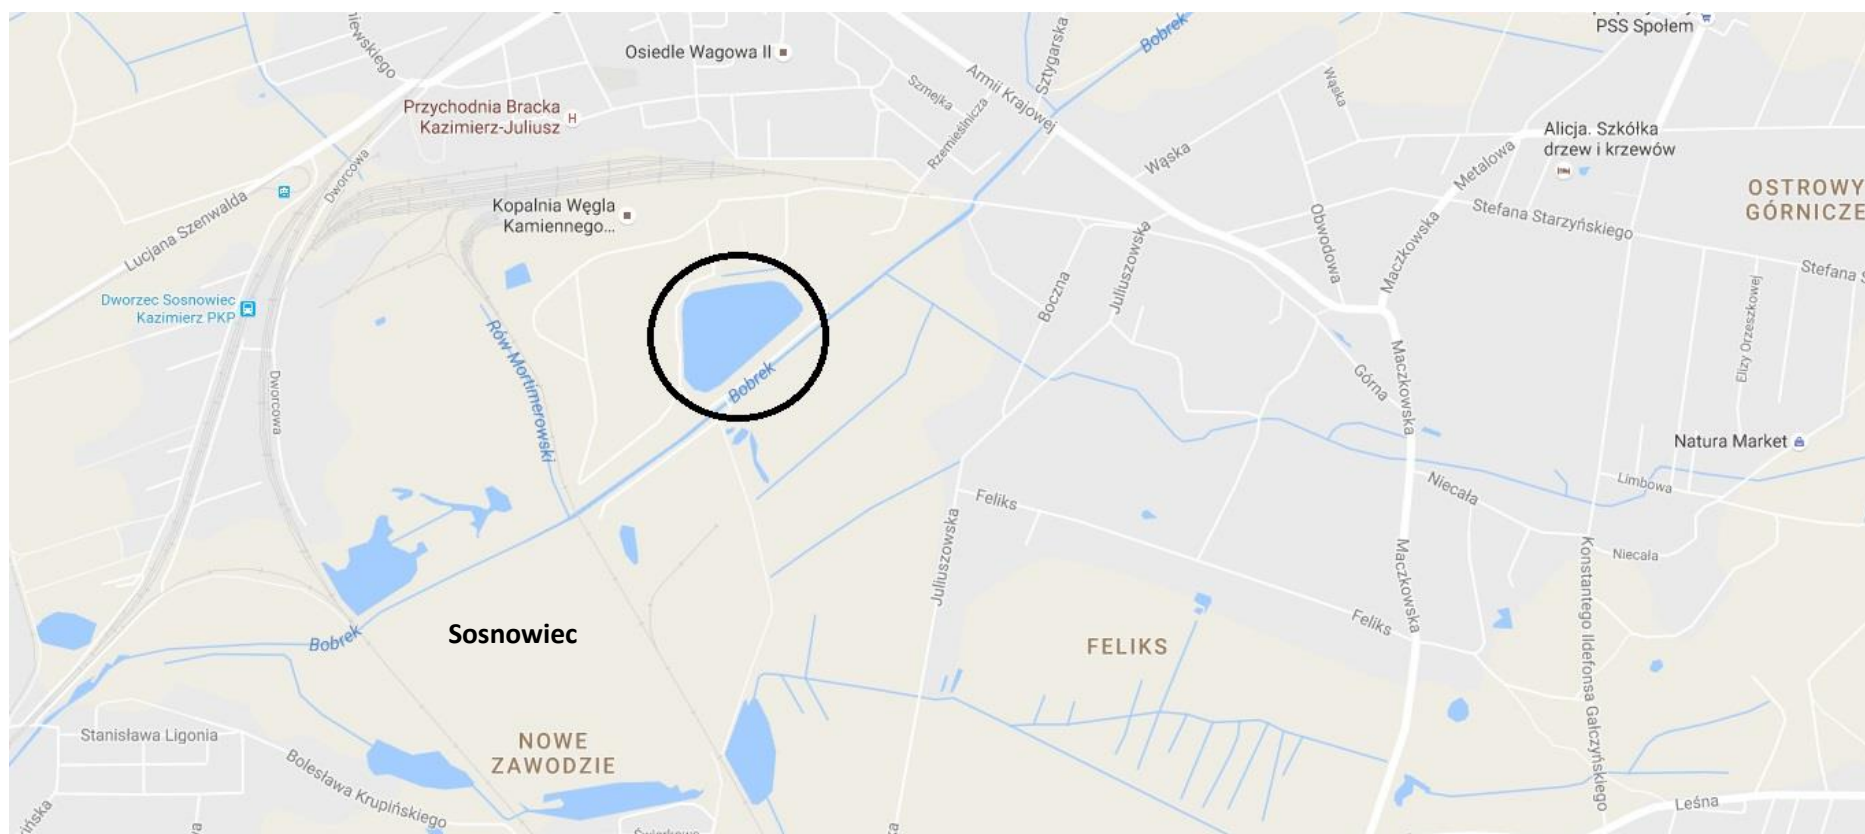 PSS Społem
Bobrek
Sztygarska
Osiedle Wagowa II
Armii Krajowej
Szmejka
Wąska
Przychodnia Bracka
Kazimierz-Juliusz
H
Rzemieślnicza
Alicja. Szkółka
drzew i krzewów
Wąska
Metalowa
Dworcowa
OSTROWY
GÓRNICZE
Kopalnia Węgla
Kamiennego...
Lucjana Szenwalda
Stefana Starzyńskiego
Obwodowa
Maczkowska
Juliuszowska
Boczna
Stefana S
Dworzec Sosnowiec
Kazimierz PKP
Elizy Orzeszkowej
Rów Mortimerowski
Bobrek
Górna
Maczkowska
Dworcowa
Natura Market
Limbowa
Niecała
Feliks
Niecała
Juliuszowska
Maczkowska
Konstantego Ildefonsa Gałczyńskiego
Feliks
Sosnowiec
Bobrek
FELIKS
Stanisława Ligonia
NOWE
ZAWODZIE
Bolesława Krupińskiego
Leśna